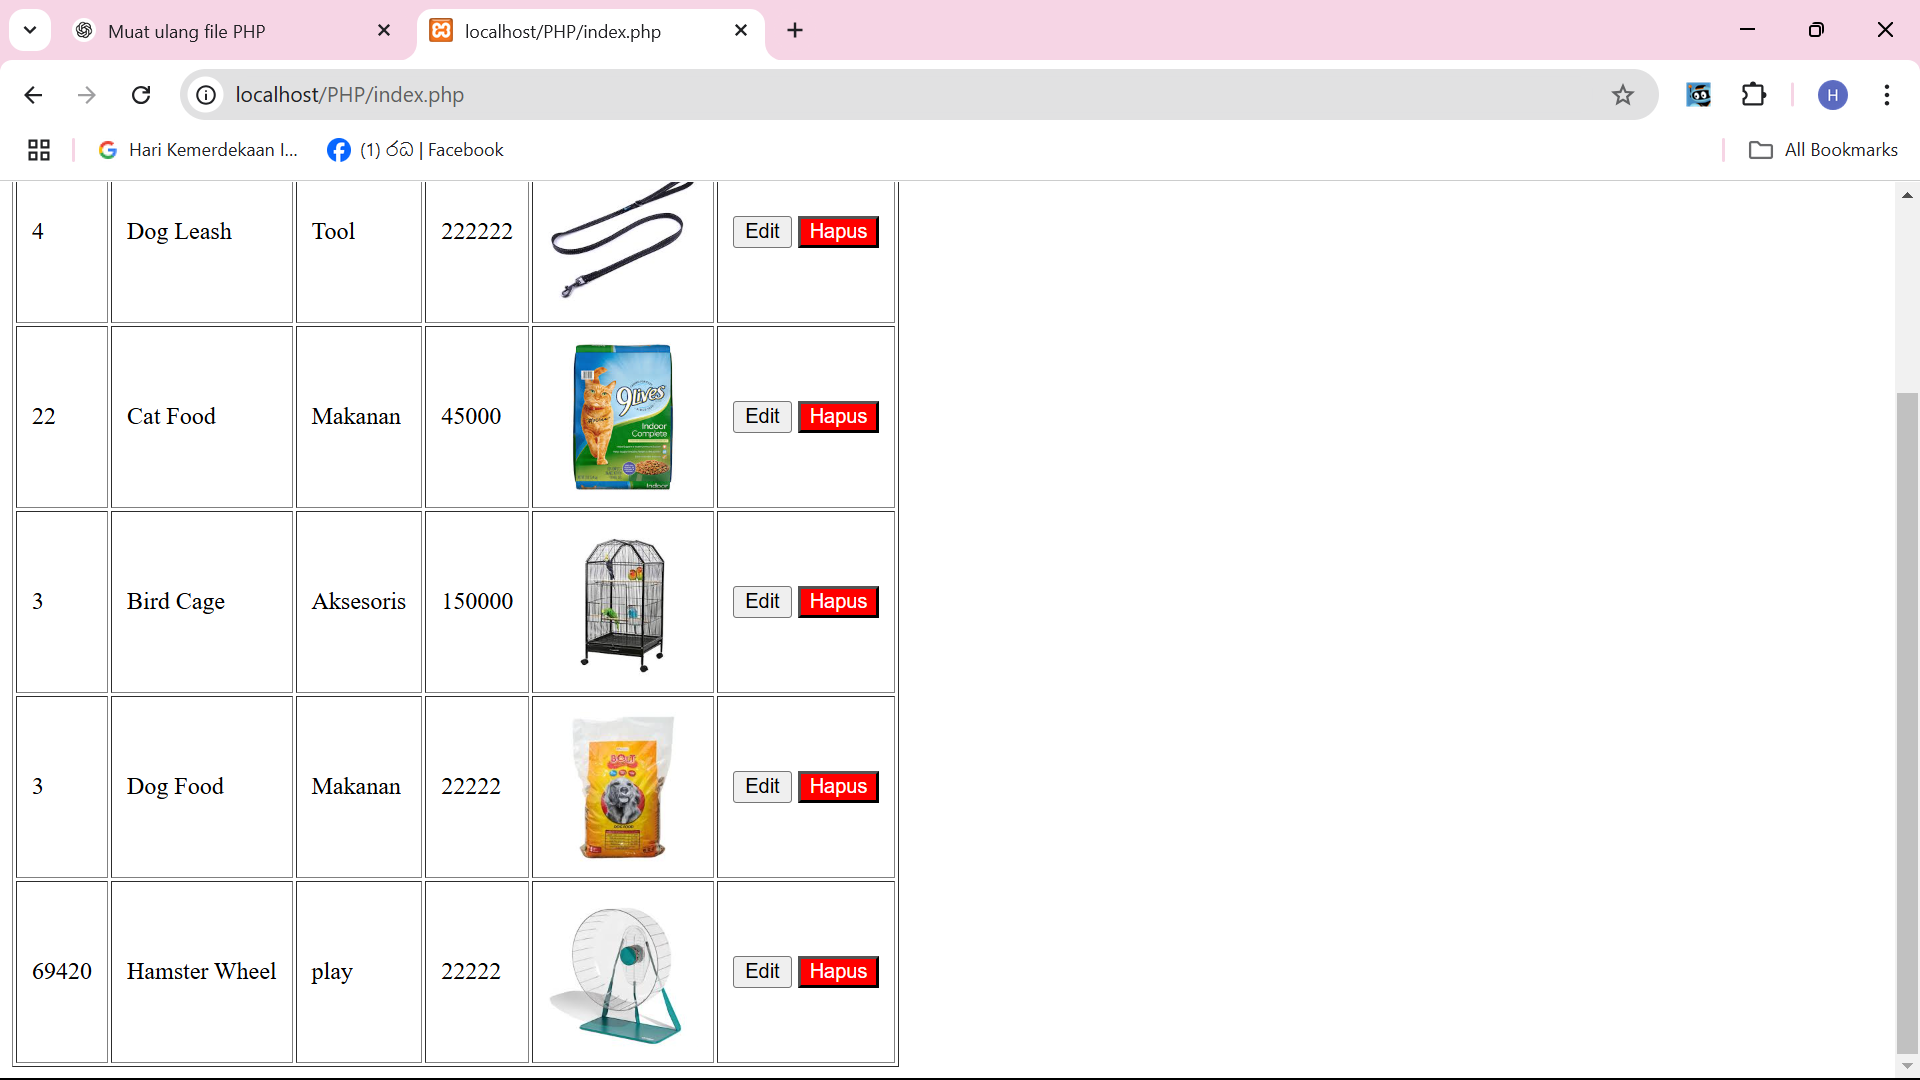 Muat ulang file PHP
localhost/PHP/index.php
localhost/PHP/index.php
H
Hari Kemerdekaan I...
(1) රධ | Facebook
All Bookmarks
4 Dog Leash Tool 222222 Edit Hapus
22 Cat Food Makanan 45000 Edit Hapus
9Lives
Indoor
Complete
Indoor
3 Bird Cage Aksesoris 150000 Edit Hapus
3 Dog Food Makanan 22222 Edit Hapus
69420 Hamster Wheel play 22222 Edit Hapus